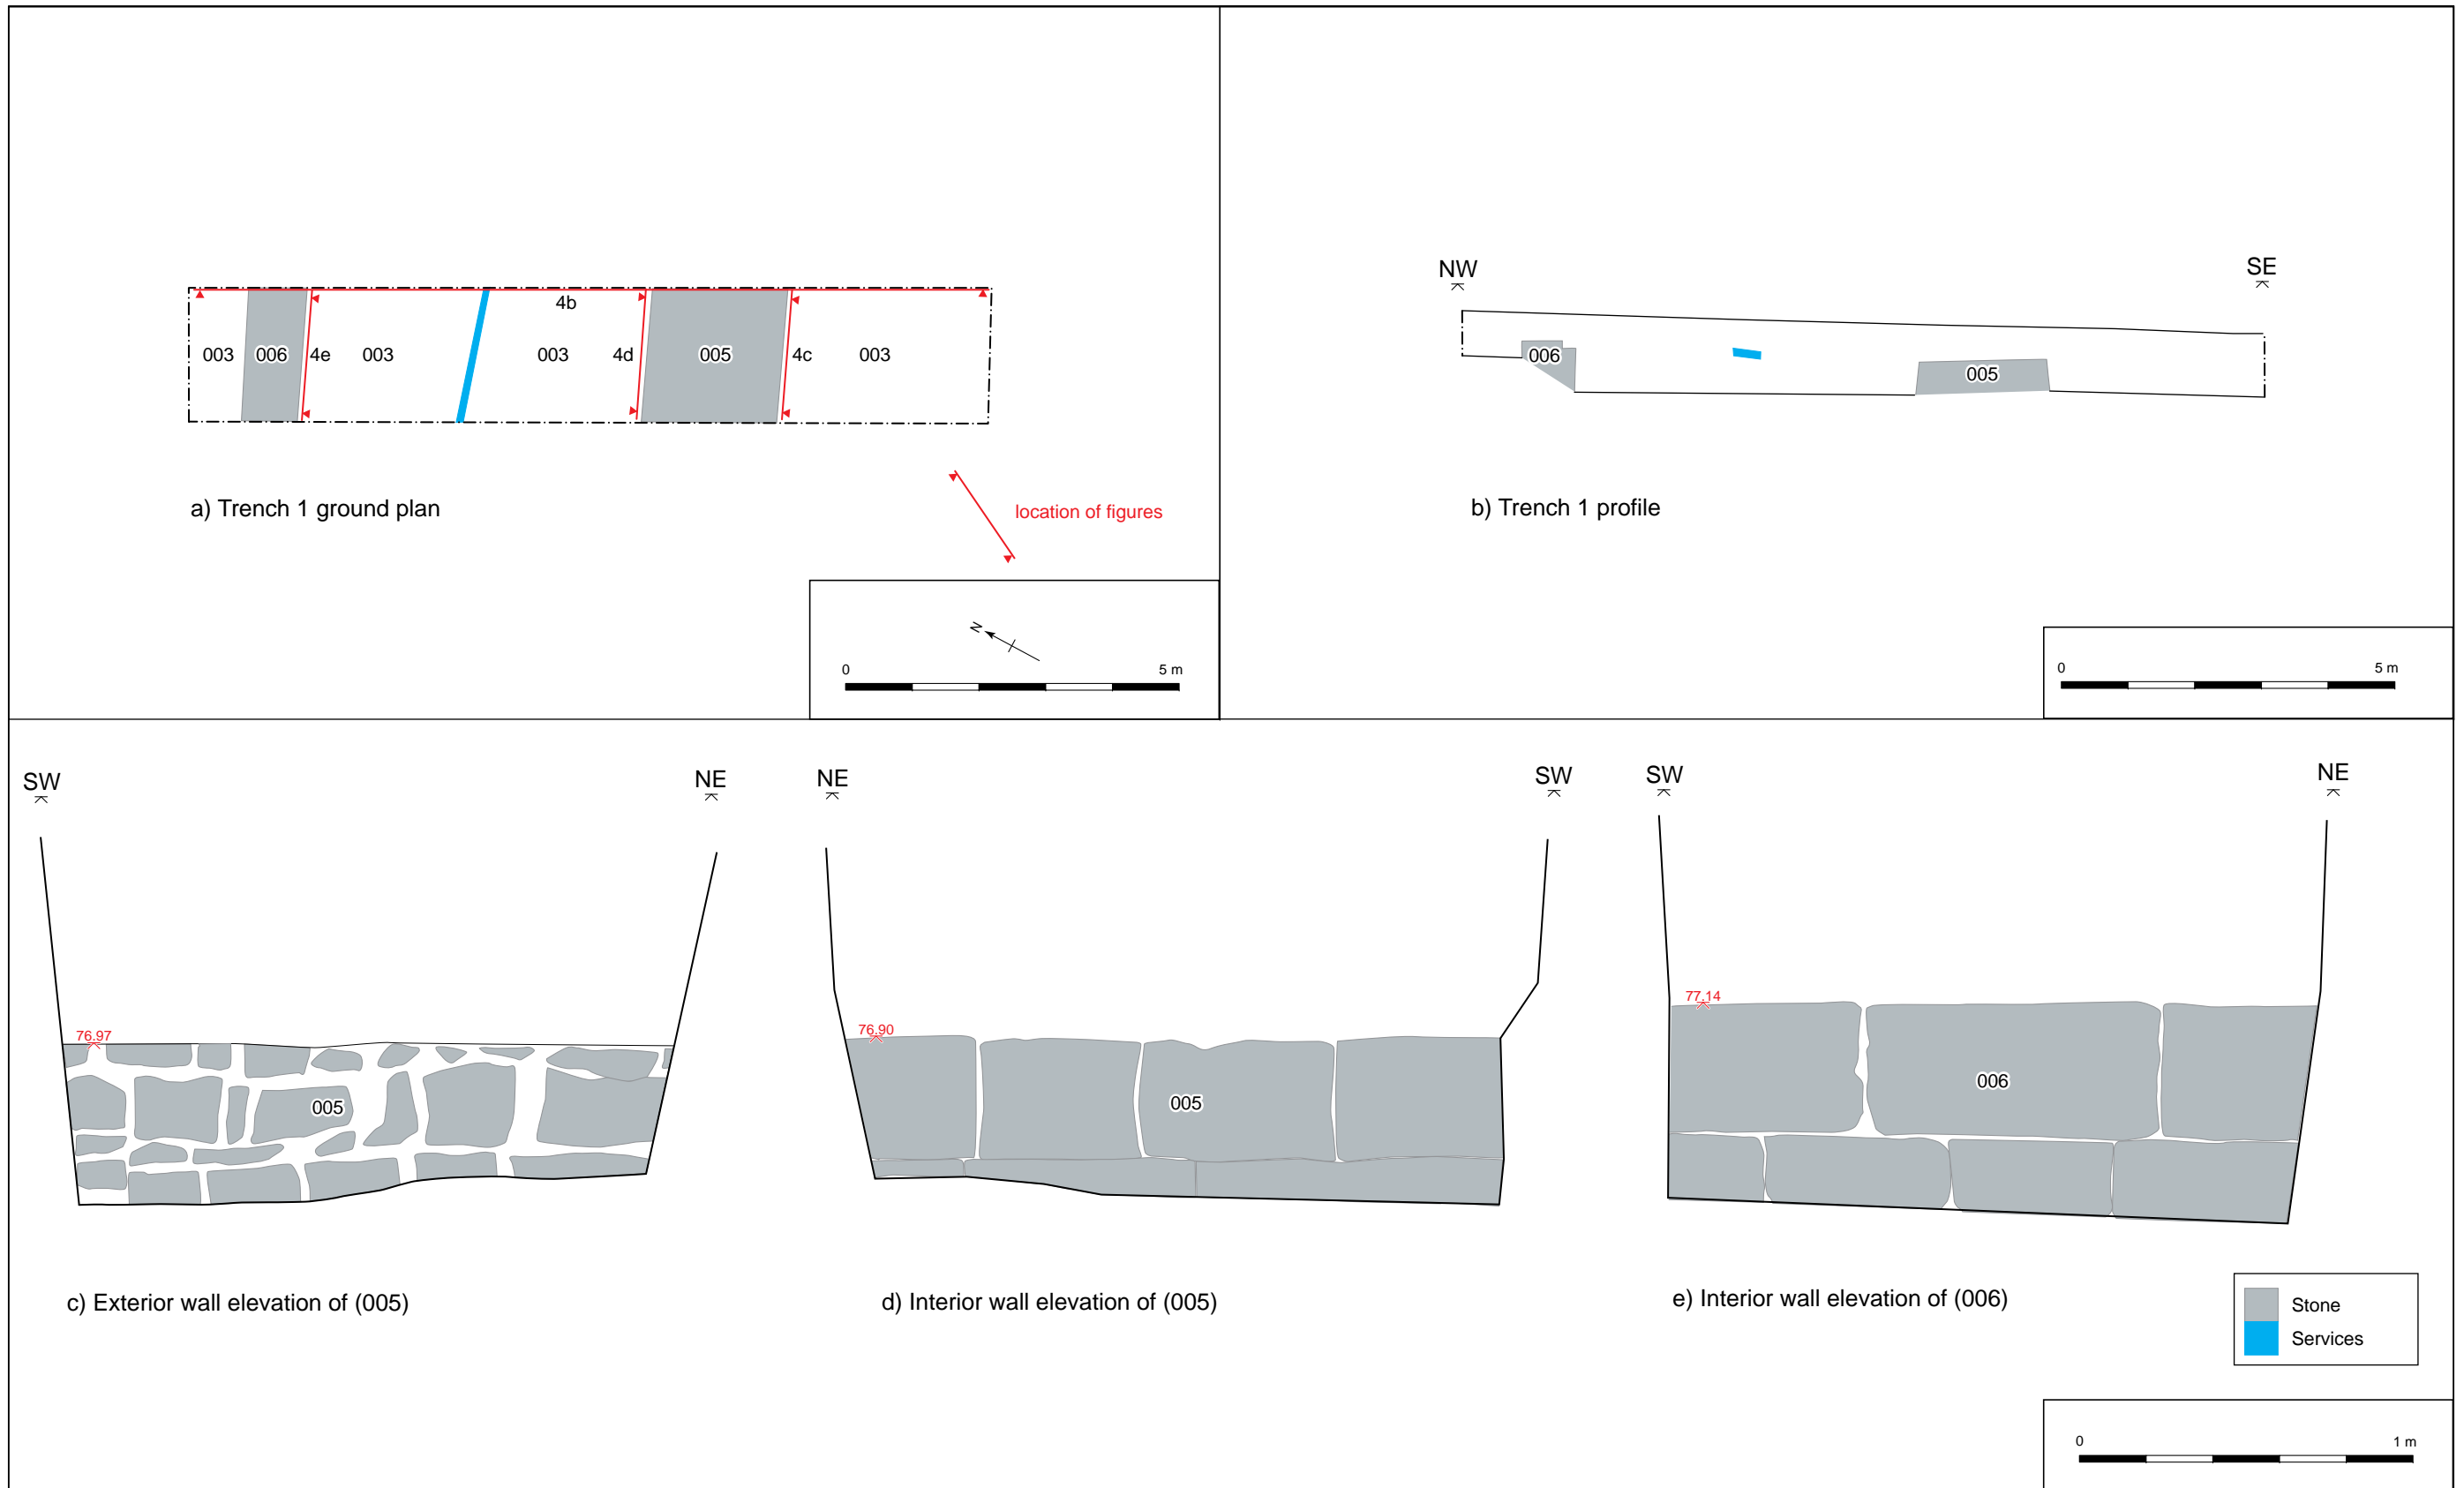 4b
003
006
4e
003
003
4d
005
4c
003
a) Trench 1 ground plan
location of figures
N
0
5 m
NW
SE
006
005
b) Trench 1 profile
0
5 m
SW
NE
76.97
005
c) Exterior wall elevation of (005)
NE
SW
76.90
005
d) Interior wall elevation of (005)
SW
NE
77.14
006
e) Interior wall elevation of (006)
Stone
Services
0
1 m